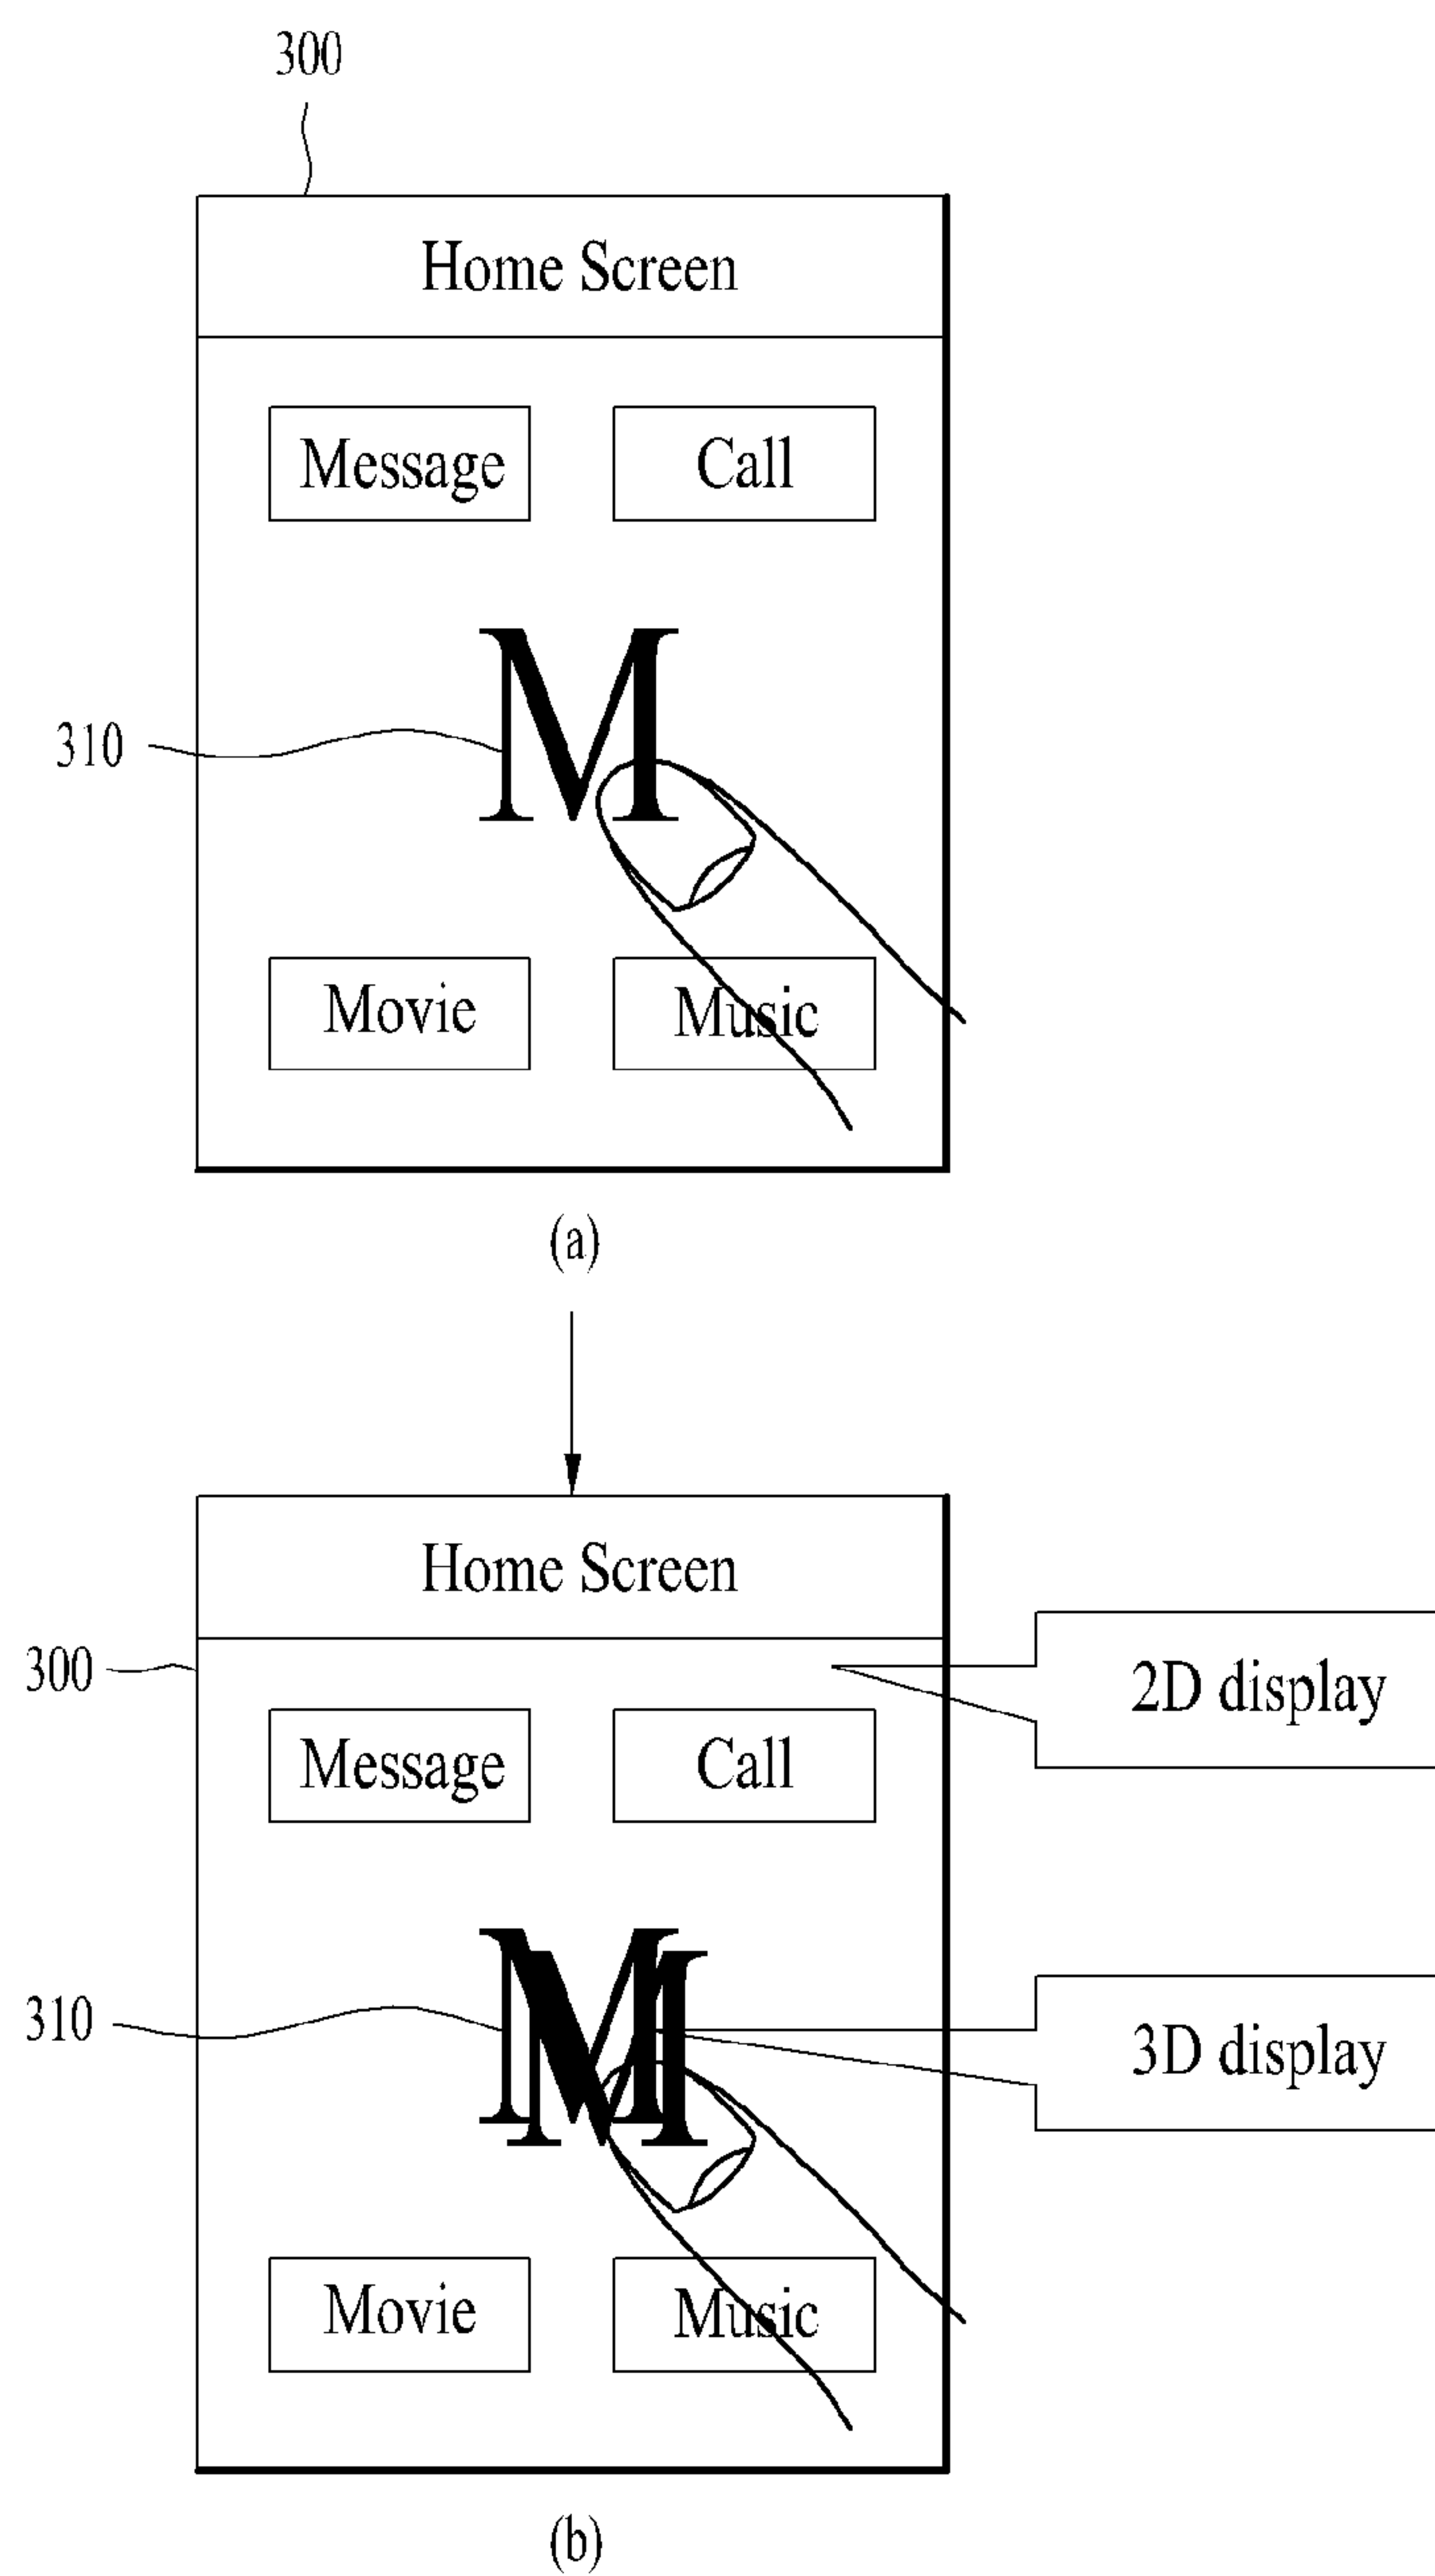 300
Home Screen
Message Call
M
310
Movie Music
(a)
Home Screen
2D display
300
Message Call
M M
310
3D display
Movie Music
(b)